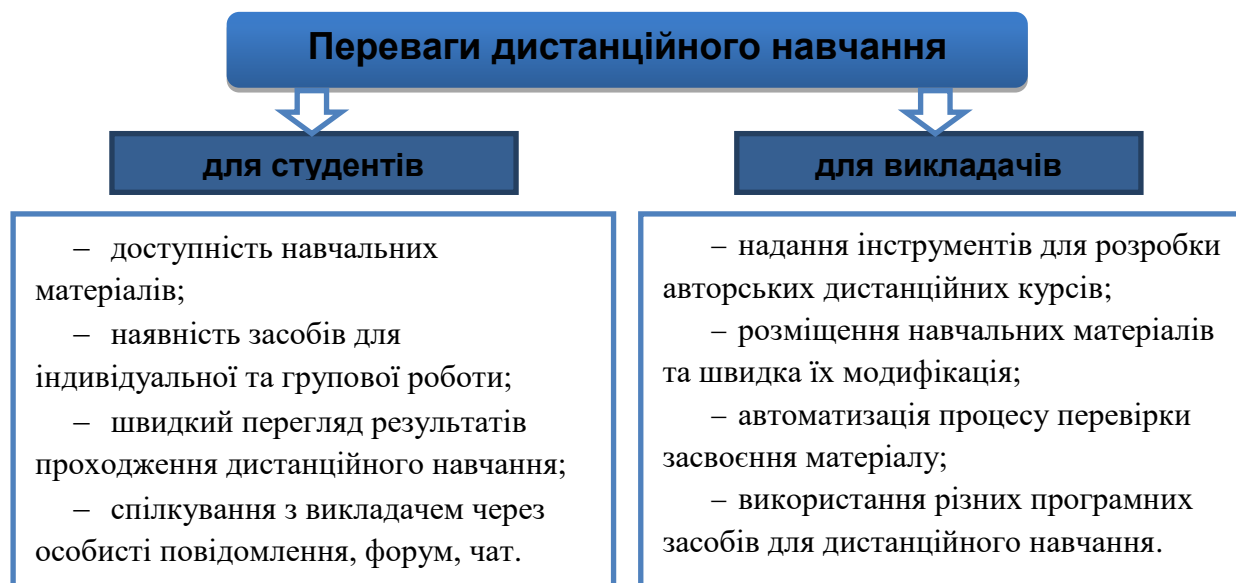 Переваги дистанційного навчання
для студентів
– доступність навчальних
матеріалів;
– наявність засобів для
індивідуальної та групової роботи;
– швидкий перегляд результатів
проходження дистанційного навчання;
– спілкування з викладачем через
особисті повідомлення, форум, чат.
для викладачів
– надання інструментів для розробки
авторських дистанційних курсів;
– розміщення навчальних матеріалів
та швидка їх модифікація;
– автоматизація процесу перевірки
засвоєння матеріалу;
– використання різних програмних
засобів для дистанційного навчання.